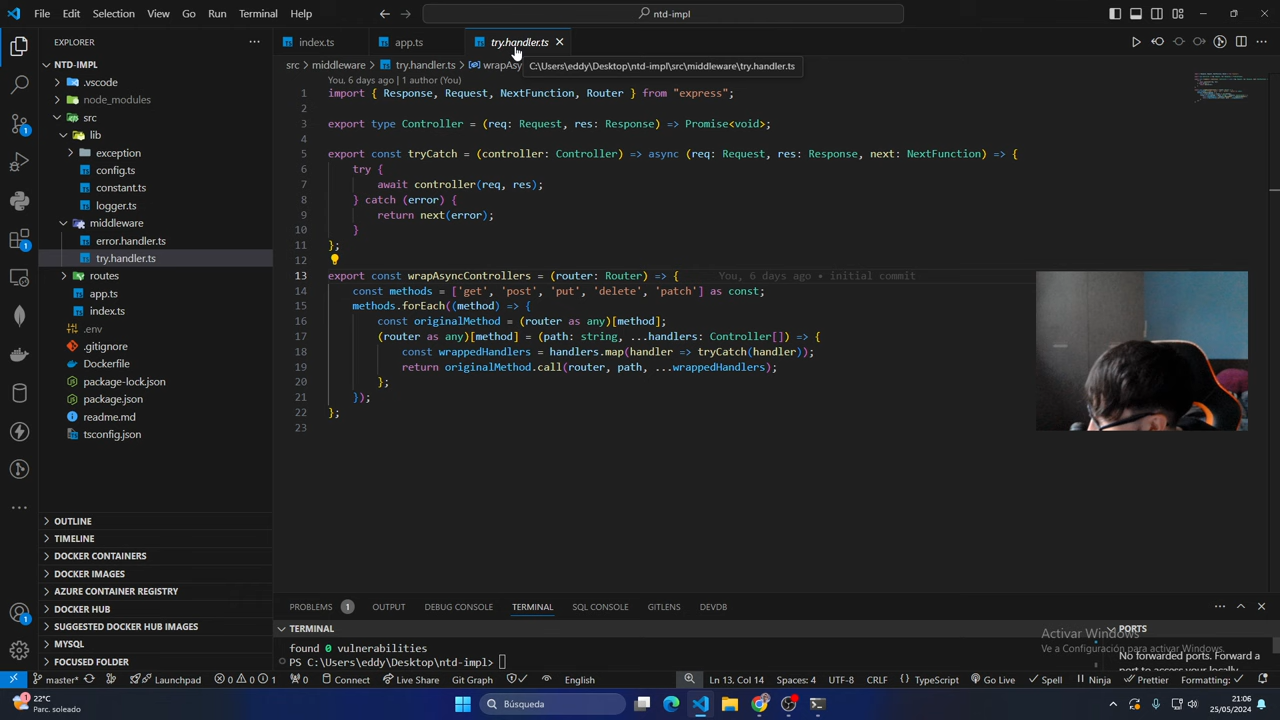 File Edit Selection View Go Run Terminal Help
ntd-impl
EXPLORER
index.ts
app.ts
try.handler.ts
NTD-IMPL
.vscode
node_modules
src
lib
exception
config.ts
constant.ts
logger.ts
middleware
error.handler.ts
try.handler.ts
routes
app.ts
index.ts
.env
.gitignore
Dockerfile
package-lock.json
package.json
readme.md
tsconfig.json
OUTLINE
TIMELINE
DOCKER CONTAINERS
DOCKER IMAGES
AZURE CONTAINER REGISTRY
DOCKER HUB
SUGGESTED DOCKER HUB IMAGES
MYSQL
FOCUSED FOLDER
src > middleware > try.handler.ts > wrapAsy
C:\Users\eddy\Desktop\ntd-impl\src\middleware\try.handler.ts
You, 6 days ago | 1 author (You)
1 import { Response, Request, NextFunction, Router } from "express";
2
3 export type Controller = (req: Request, res: Response) => Promise<void>;
4
5 export const tryCatch = (controller: Controller) => async (req: Request, res: Response, next: NextFunction) => {
6 try {
7 await controller(req, res);
8 } catch (error) {
9 return next(error);
10 }
11 };
12
13 export const wrapAsyncControllers = (router: Router) => { You, 6 days ago • initial commit
14 const methods = ['get', 'post', 'put', 'delete', 'patch'] as const;
15 methods.forEach((method) => {
16 const originalMethod = (router as any)[method];
17 (router as any)[method] = (path: string, ...handlers: Controller[]) => {
18 const wrappedHandlers = handlers.map(handler => tryCatch(handler));
19 return originalMethod.call(router, path, ...wrappedHandlers);
20 };
21 });
22 };
23
PROBLEMS 1 OUTPUT DEBUG CONSOLE TERMINAL SQL CONSOLE GITLENS DEVDB
TERMINAL
found 0 vulnerabilities
PS C:\Users\eddy\Desktop\ntd-impl>
PORTS
No forwarded ports. Forward a
port to access your locally
Activar Windows
Ve a Configuración para activar Windows.
master* Launchpad 0 0 1 Connect Live Share Git Graph English Ln 13, Col 14 Spaces: 4 UTF-8 CRLF {} TypeScript Go Live Spell Ninja Prettier Formatting: ✓
22°C
Parc. soleado
Búsqueda
21:06
25/05/2024